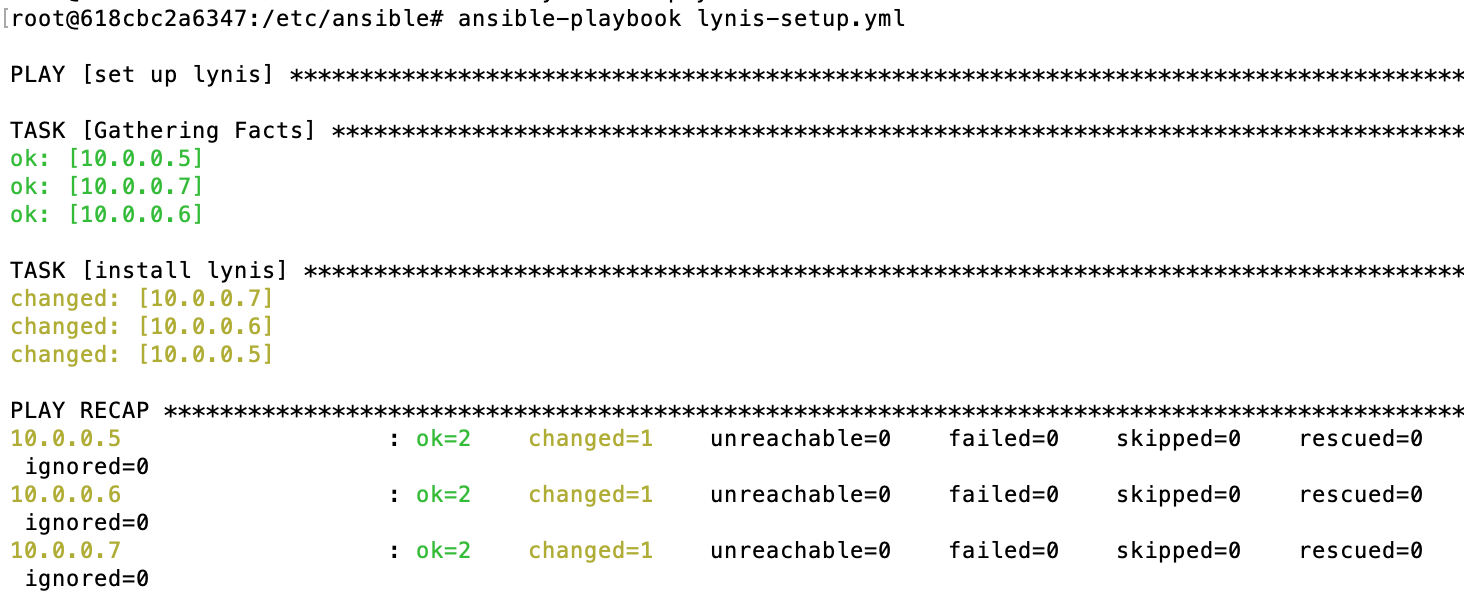 [root@618cbc2a6347:/etc/ansible# ansible-playbook lynis-setup.yml
PLAY [set up lynis] ************************************************************************************
TASK [Gathering Facts] *********************************************************************************
ok: [10.0.0.5]
ok: [10.0.0.7]
ok: [10.0.0.6]
TASK [install lynis] ***********************************************************************************
changed: [10.0.0.7]
changed: [10.0.0.6]
changed: [10.0.0.5]
PLAY RECAP *********************************************************************************************
10.0.0.5                   : ok=2    changed=1    unreachable=0    failed=0    skipped=0    rescued=0
 ignored=0
10.0.0.6                   : ok=2    changed=1    unreachable=0    failed=0    skipped=0    rescued=0
 ignored=0
10.0.0.7                   : ok=2    changed=1    unreachable=0    failed=0    skipped=0    rescued=0
 ignored=0